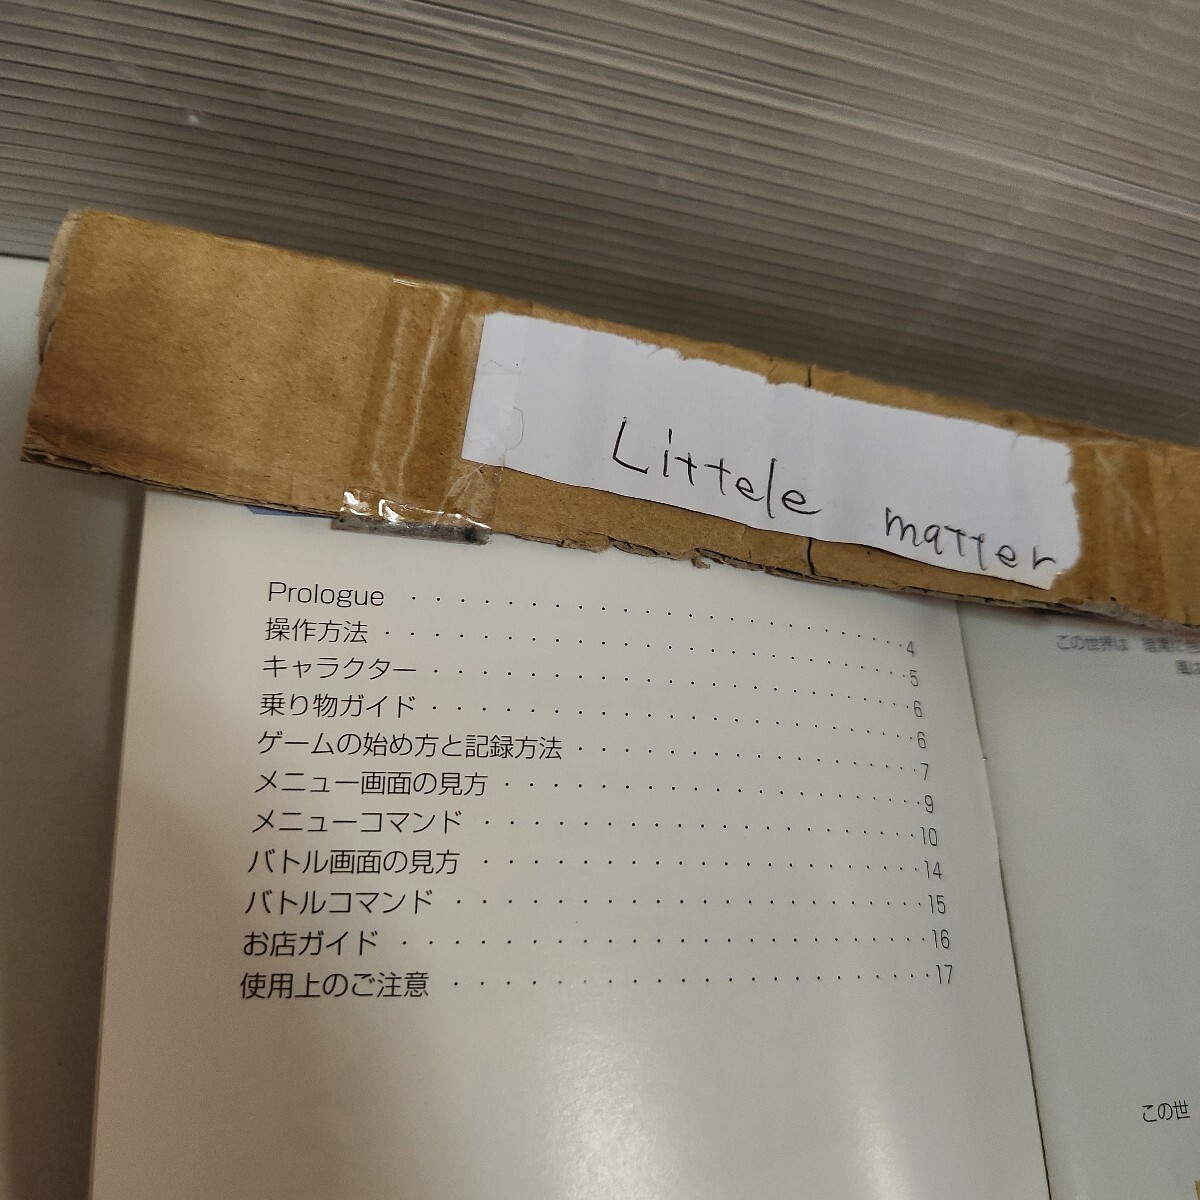 Littele matter
Prologue 4
操作方法 5
キャラクター 6
乗り物ガイド 6
ゲームの始め方と記録方法 7
メニュー画面の見方 9
メニューコマンド 10
バトル画面の見方 14
バトルコマンド 15
お店ガイド 16
使用上のご注意 17
この世界は
この世